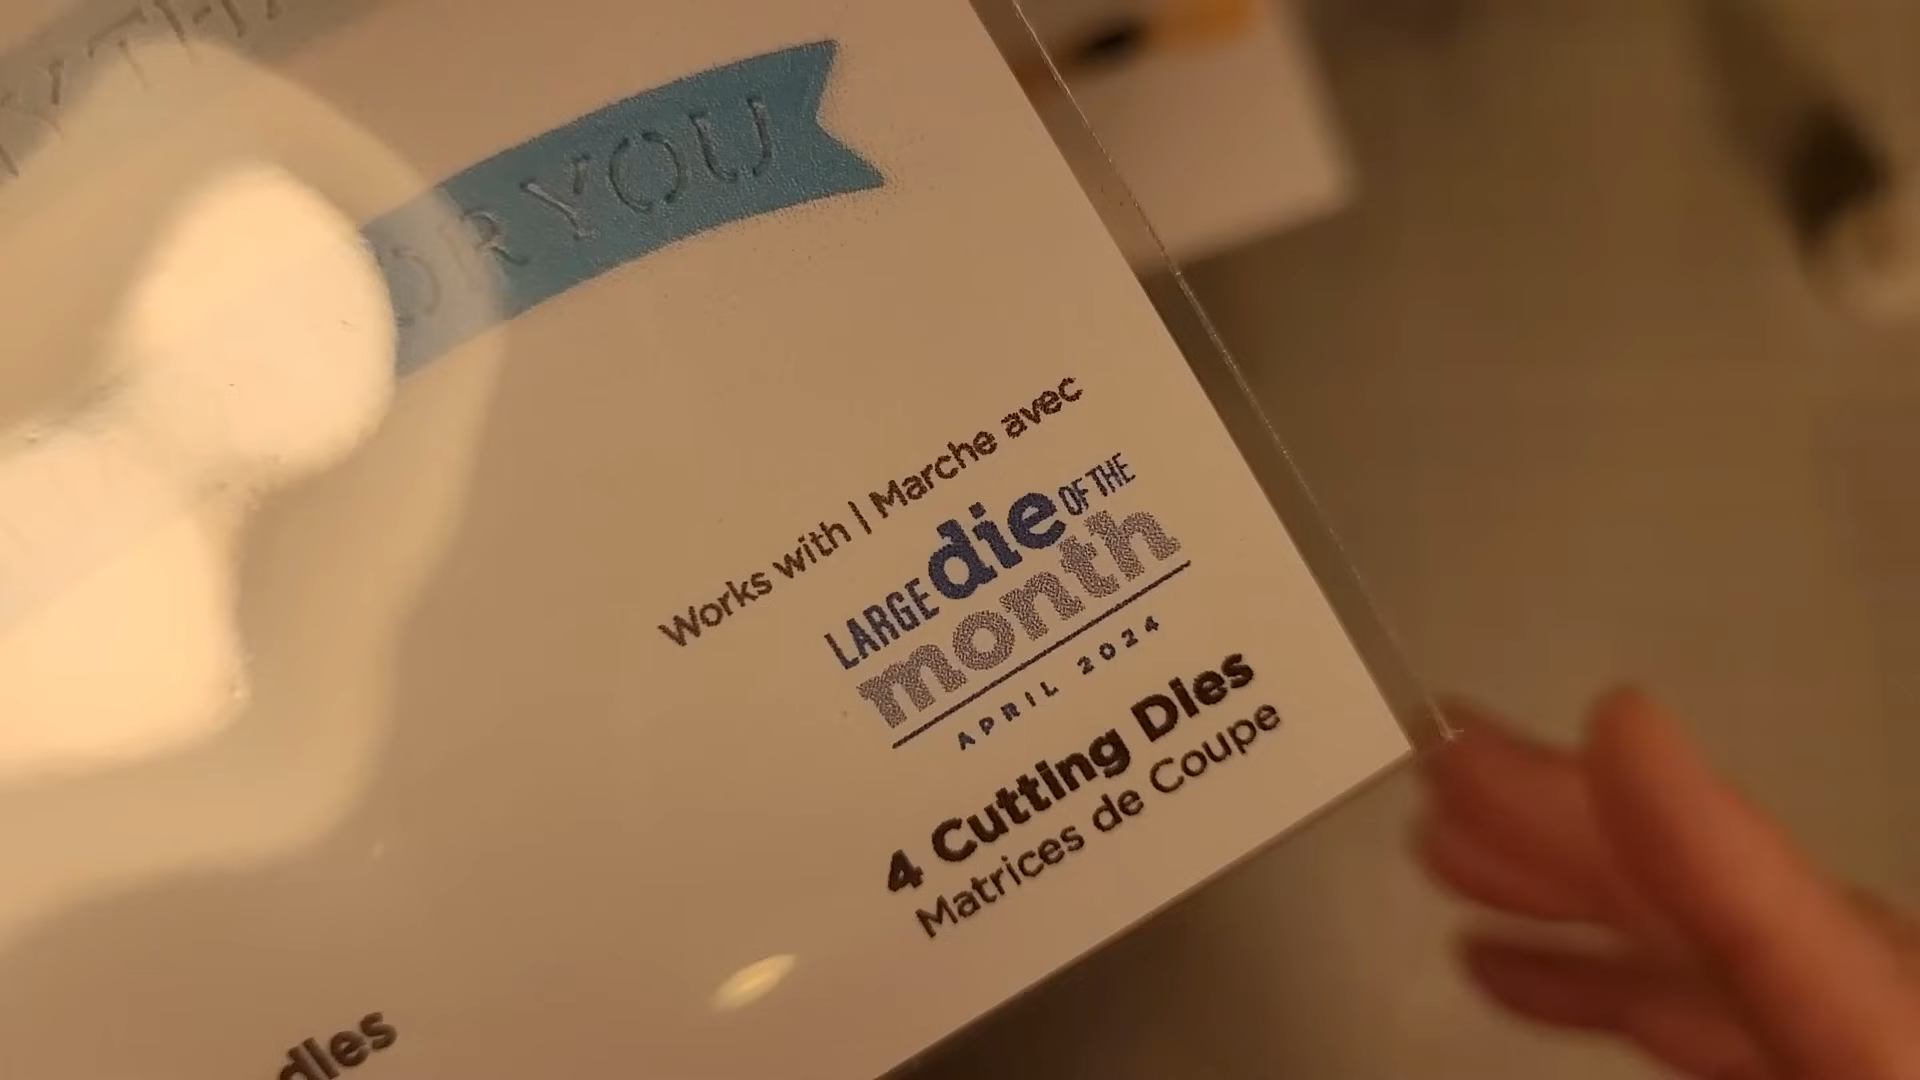 OR YOU
Works with | Marche avec
LARGE die OF THE
month
APRIL 2024
4 Cutting Dies
Matrices de Coupe